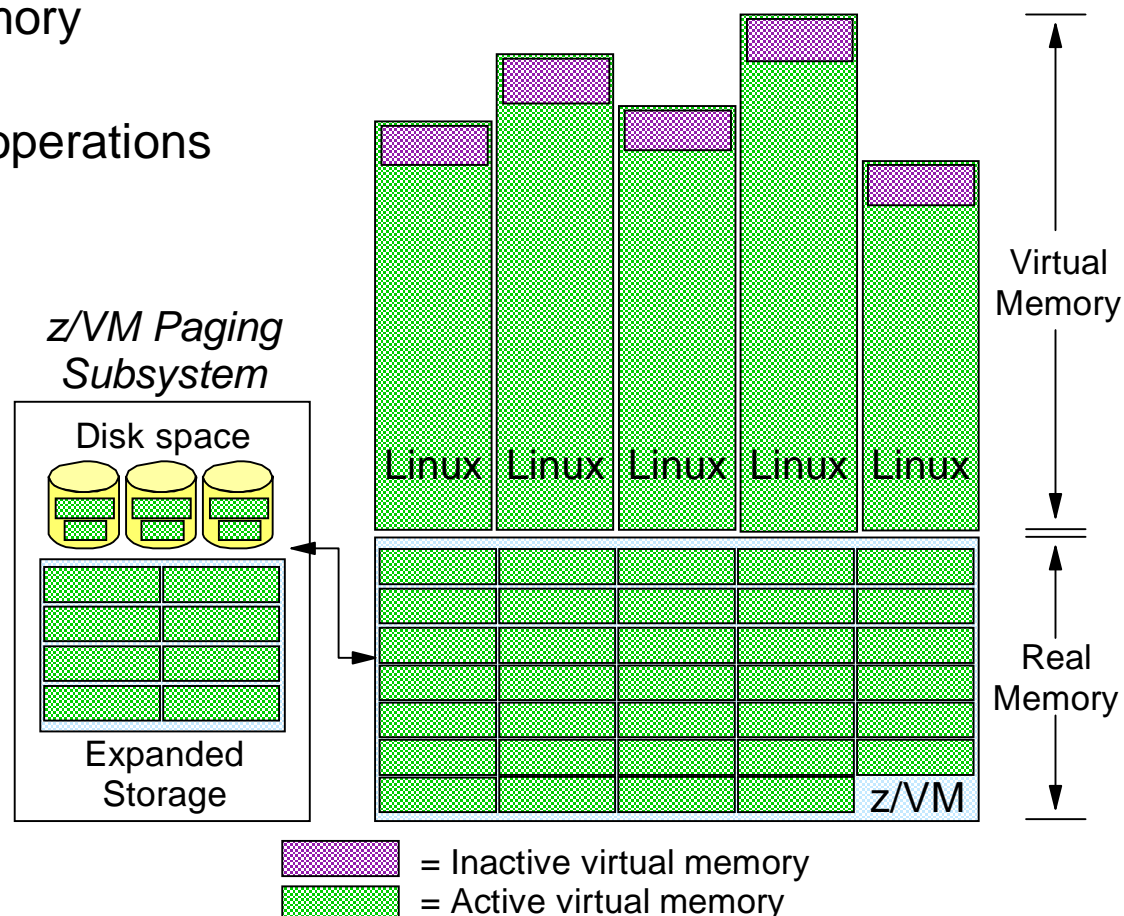 operations
z/VM Paging
Subsystem
Disk space
Expanded
Storage
Linux Linux Linux Linux Linux
z/VM
Virtual
Memory
Real
Memory
= Inactive virtual memory
= Active virtual memory